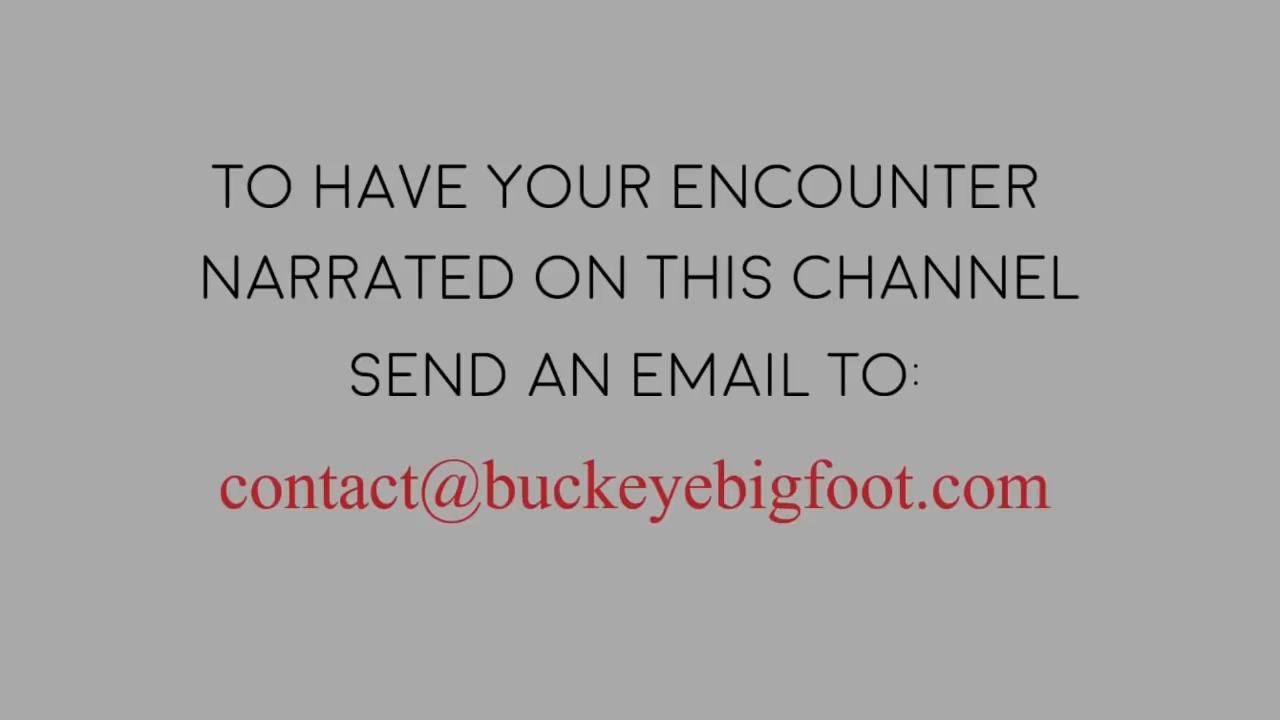 TO HAVE YOUR ENCOUNTER
NARRATED ON THIS CHANNEL
SEND AN EMAIL TO:
contact@buckeyebigfoot.com